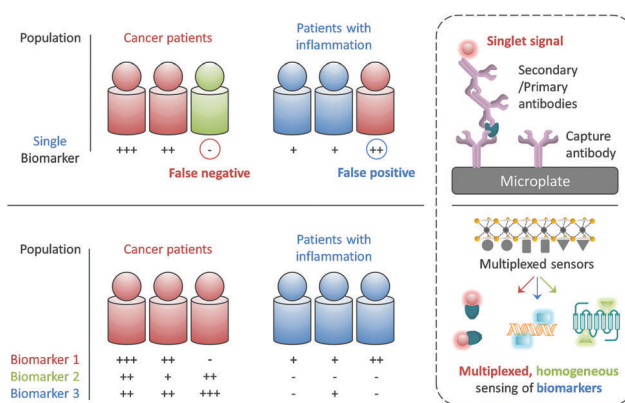 Population
Cancer patients
Patients with
inflammation
Single
Biomarker
+++
++
-
+
+
++
False negative
False positive
Singlet signal
Secondary
/Primary
antibodies
Capture
antibody
Microplate
Population
Cancer patients
Patients with
inflammation
Biomarker 1
+++
++
-
+
+
++
Biomarker 2
++
+
++
-
-
-
Biomarker 3
++
++
+++
-
+
-
Multiplexed sensors
Multiplexed, homogeneous
sensing of biomarkers